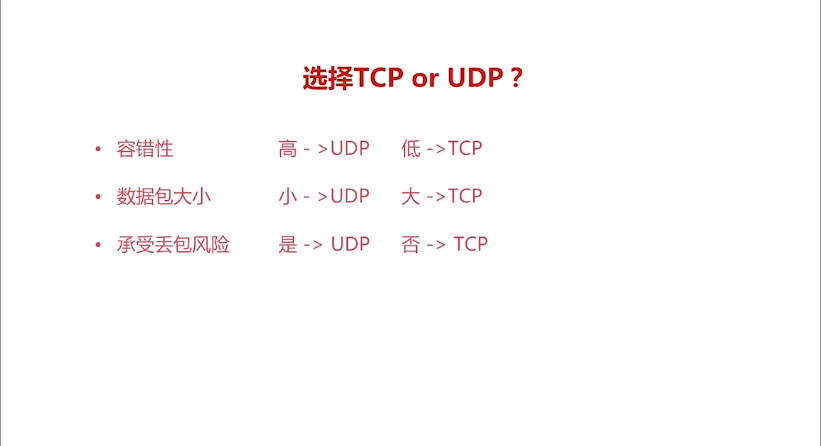 选择TCP or UDP？
• 容错性 高 - >UDP 低 ->TCP
• 数据包大小 小 - >UDP 大 ->TCP
• 承受丢包风险 是 -> UDP 否 -> TCP